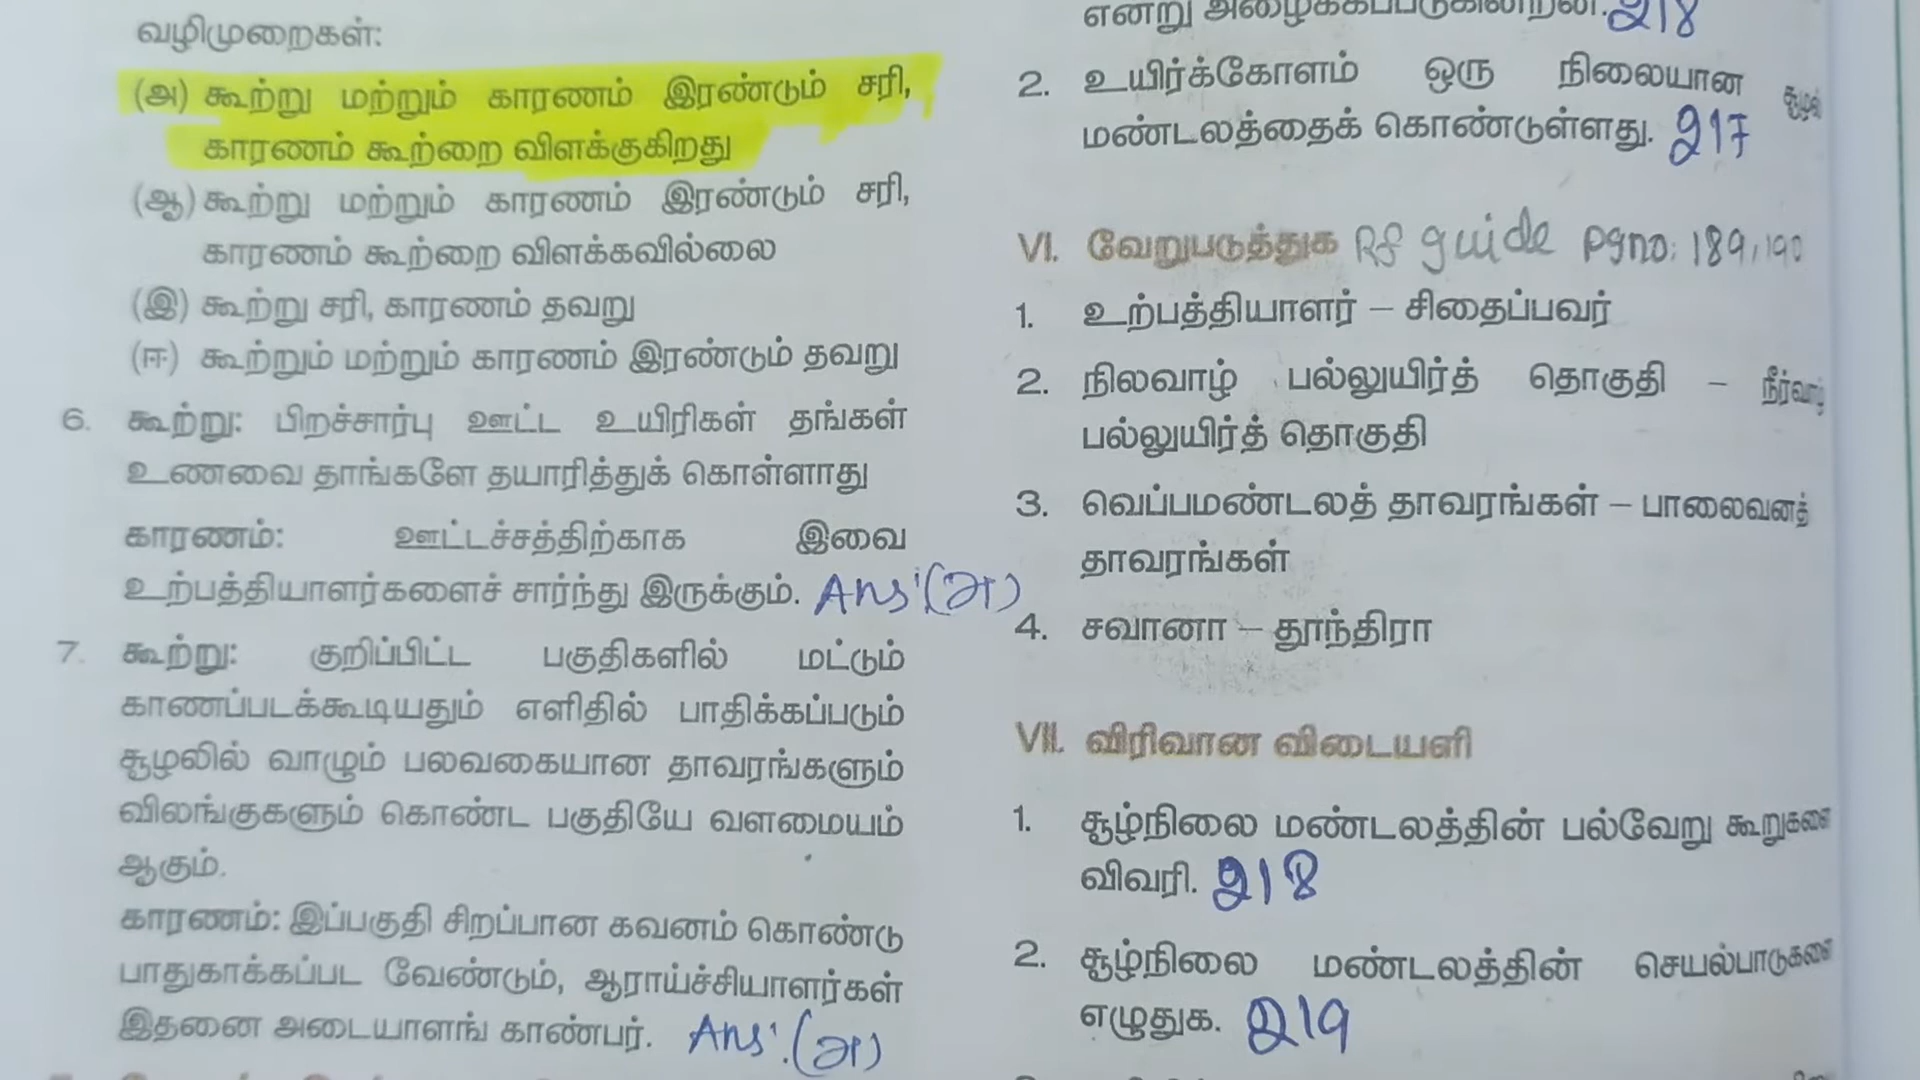 வழிமுறைகள்:
(அ) கூற்று மற்றும் காரணம் இரண்டும் சரி,
காரணம் கூற்றை விளக்குகிறது
(ஆ) கூற்று மற்றும் காரணம் இரண்டும் சரி,
காரணம் கூற்றை விளக்கவில்லை
(இ) கூற்று சரி, காரணம் தவறு
(ஈ) கூற்றும் மற்றும் காரணம் இரண்டும் தவறு
6. கூற்று: பிறச்சார்பு ஊட்ட உயிரிகள் தங்கள்
உணவை தாங்களே தயாரித்துக் கொள்ளாது
காரணம்: ஊட்டச்சத்திற்காக இவை
உற்பத்தியாளர்களைச் சார்ந்து இருக்கும். Ans:(அ)
7. கூற்று: குறிப்பிட்ட பகுதிகளில் மட்டும்
காணப்படக்கூடியதும் எளிதில் பாதிக்கப்படும்
சூழலில் வாழும் பலவகையான தாவரங்களும்
விலங்குகளும் கொண்ட பகுதியே வளமையம்
ஆகும்.
காரணம்: இப்பகுதி சிறப்பான கவனம் கொண்டு
பாதுகாக்கப்பட வேண்டும், ஆராய்ச்சியாளர்கள்
இதனை அடையாளங் காண்பர். Ans:(அ)
என்று அழைக்கப்படுகின்றன. 218
2. உயிர்க்கோளம் ஒரு நிலையான
மண்டலத்தைக் கொண்டுள்ளது. 217
VI. வேறுபடுத்துக Rf guide pgno: 189,190
1. உற்பத்தியாளர் – சிதைப்பவர்
2. நிலவாழ் பல்லுயிர்த் தொகுதி – நீர்வாழ்
பல்லுயிர்த் தொகுதி
3. வெப்பமண்டலத் தாவரங்கள் – பாலைவனத்
தாவரங்கள்
4. சவானா – தூந்திரா
VII. விரிவான விடையளி
1. சூழ்நிலை மண்டலத்தின் பல்வேறு கூறுகளை
விவரி. 218
2. சூழ்நிலை மண்டலத்தின் செயல்பாடுகளை
எழுதுக. 219